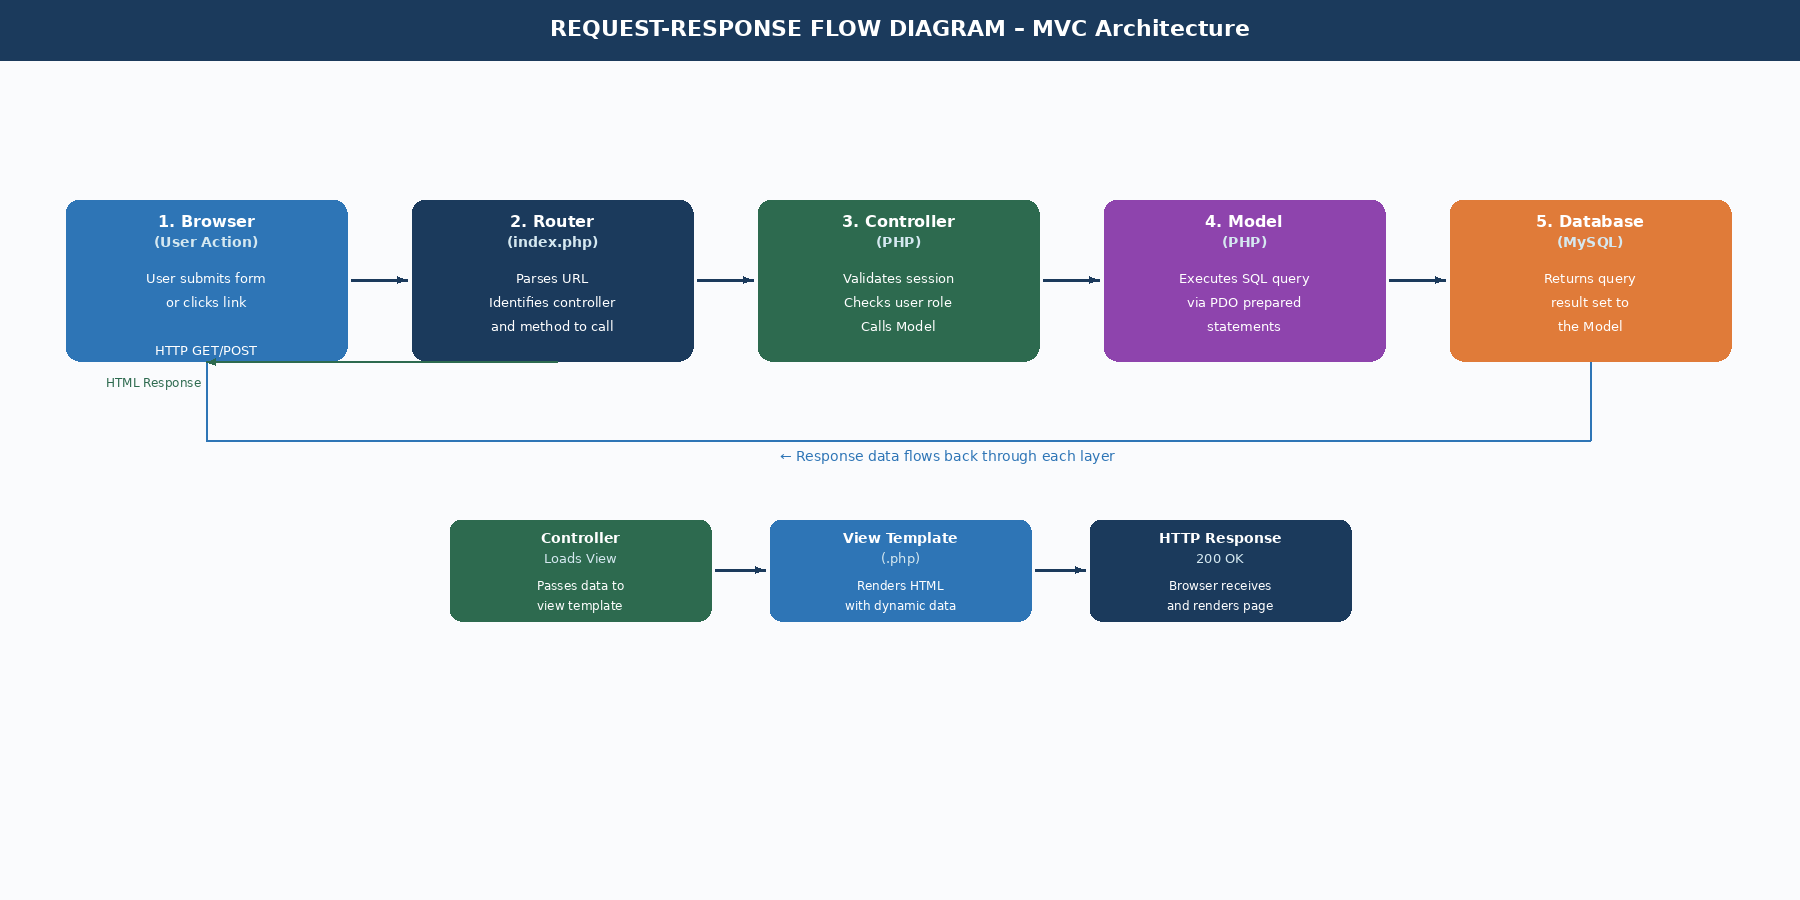 REQUEST-RESPONSE FLOW DIAGRAM – MVC Architecture
1. Browser
(User Action)
User submits form
or clicks link
HTTP GET/POST
2. Router
(index.php)
Parses URL
Identifies controller
and method to call
3. Controller
(PHP)
Validates session
Checks user role
Calls Model
4. Model
(PHP)
Executes SQL query
via PDO prepared
statements
5. Database
(MySQL)
Returns query
result set to
the Model
HTML Response
← Response data flows back through each layer
Controller
Loads View
Passes data to
view template
View Template
(.php)
Renders HTML
with dynamic data
HTTP Response
200 OK
Browser receives
and renders page